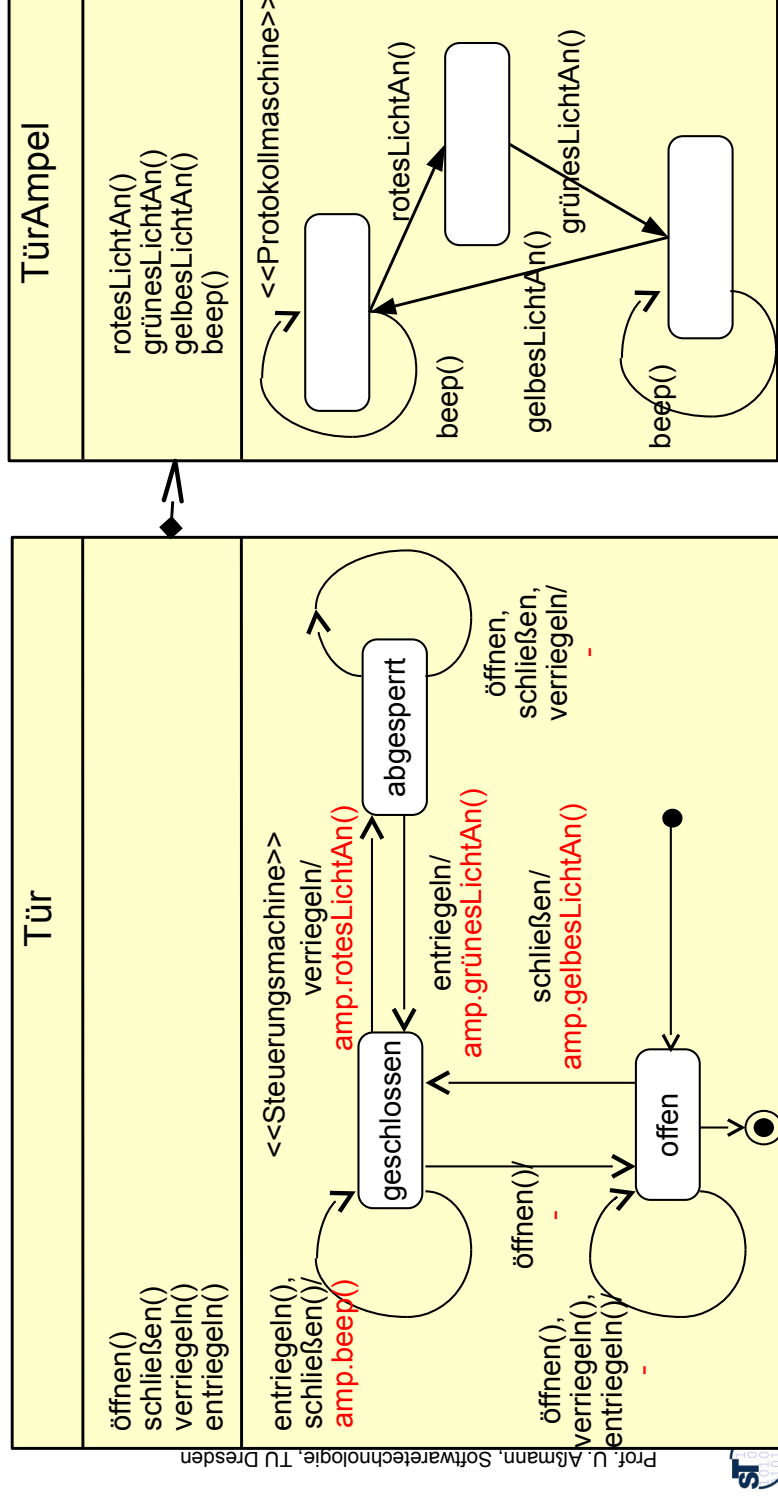 Tür
öffnen()
schließen()
verriegeln()
entriegeln()
<<Steuerungsmachine>>
entriegeln(),
schließen()/
amp.beep()
geschlossen
verriegeln/
amp.rotesLichtAn()
abgesperrt
entriegeln/
amp.grünesLichtAn()
öffnen,
schließen,
verriegeln/
-
schließen/
amp.gelbesLichtAn()
öffnen()/
-
offen
öffnen(),
verriegeln(),
entriegeln()/
-
TürAmpel
rotesLichtAn()
grünesLichtAn()
gelbesLichtAn()
beep()
<<Protokollmaschine>>
rotesLichtAn()
beep()
grünesLichtAn()
gelbesLichtAn()
beep()
Prof. U. Aßmann, Softwaretechnologie, TU Dresden
ST